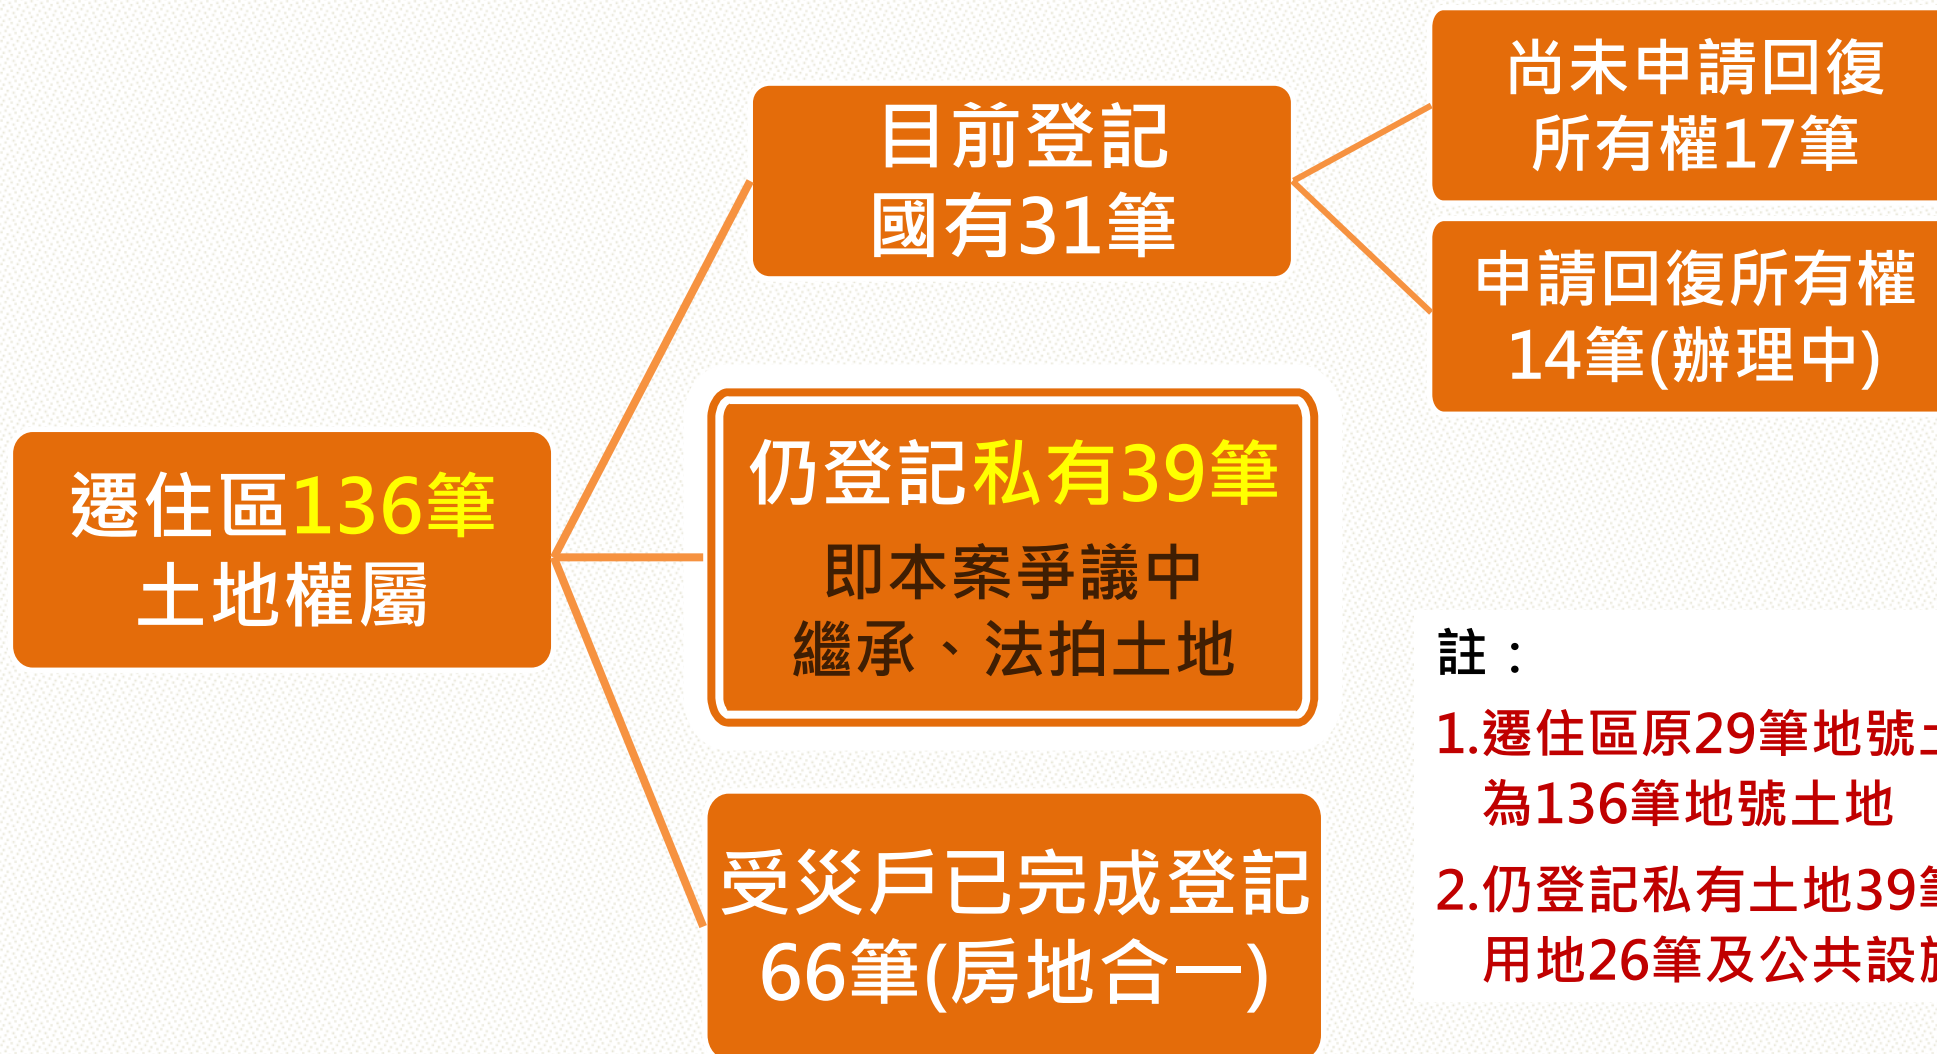 遷住區136筆
土地權屬
目前登記
國有31筆
尚未申請回復
所有權17筆
申請回復所有權
14筆(辦理中)
仍登記私有39筆
即本案爭議中
繼承、法拍土地
受災戶已完成登記
66筆(房地合一)
註：
1.遷住區原29筆地號土
為136筆地號土地
2.仍登記私有土地39筆
用地26筆及公共設施